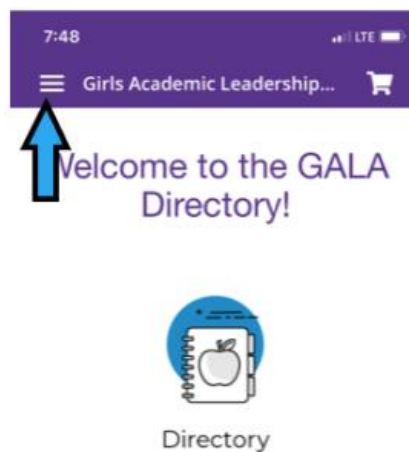 7:48
LTE
Girls Academic Leadership...
Welcome to the GALA
Directory!
Directory